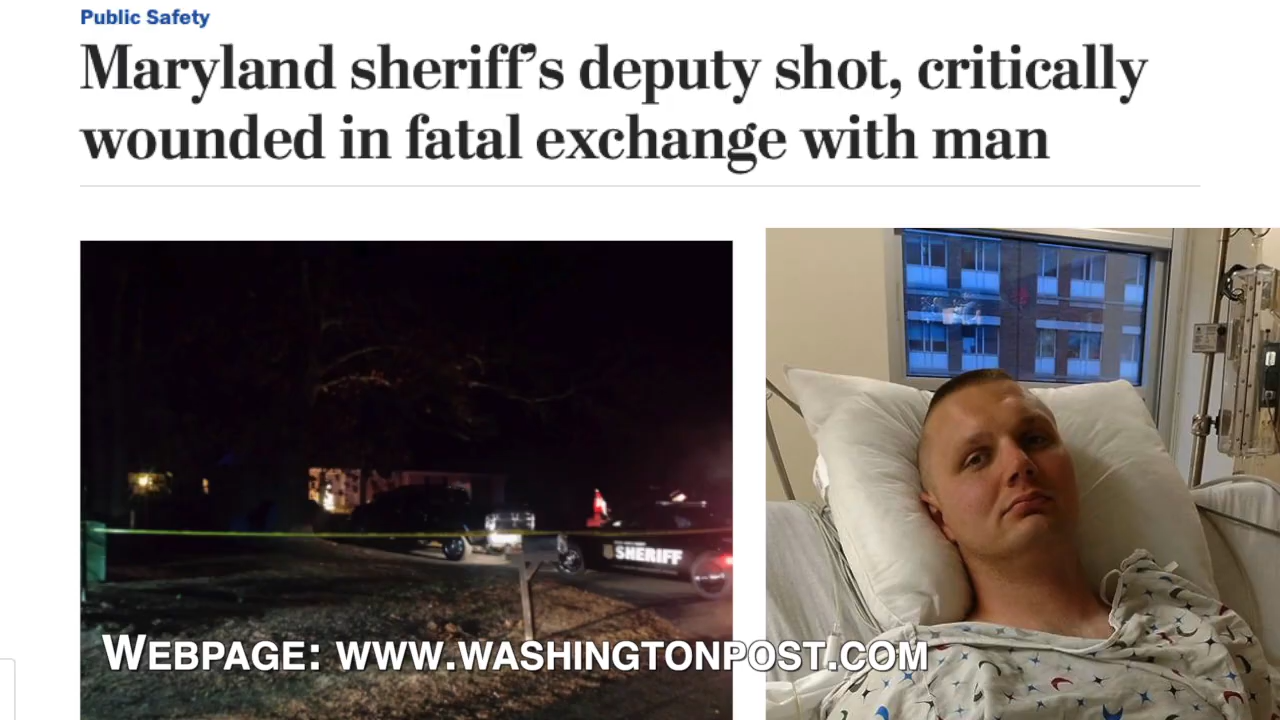 Public Safety
Maryland sheriff’s deputy shot, critically
wounded in fatal exchange with man
SHERIFF
WEBPAGE: WWW.WASHINGTONPOST.COM